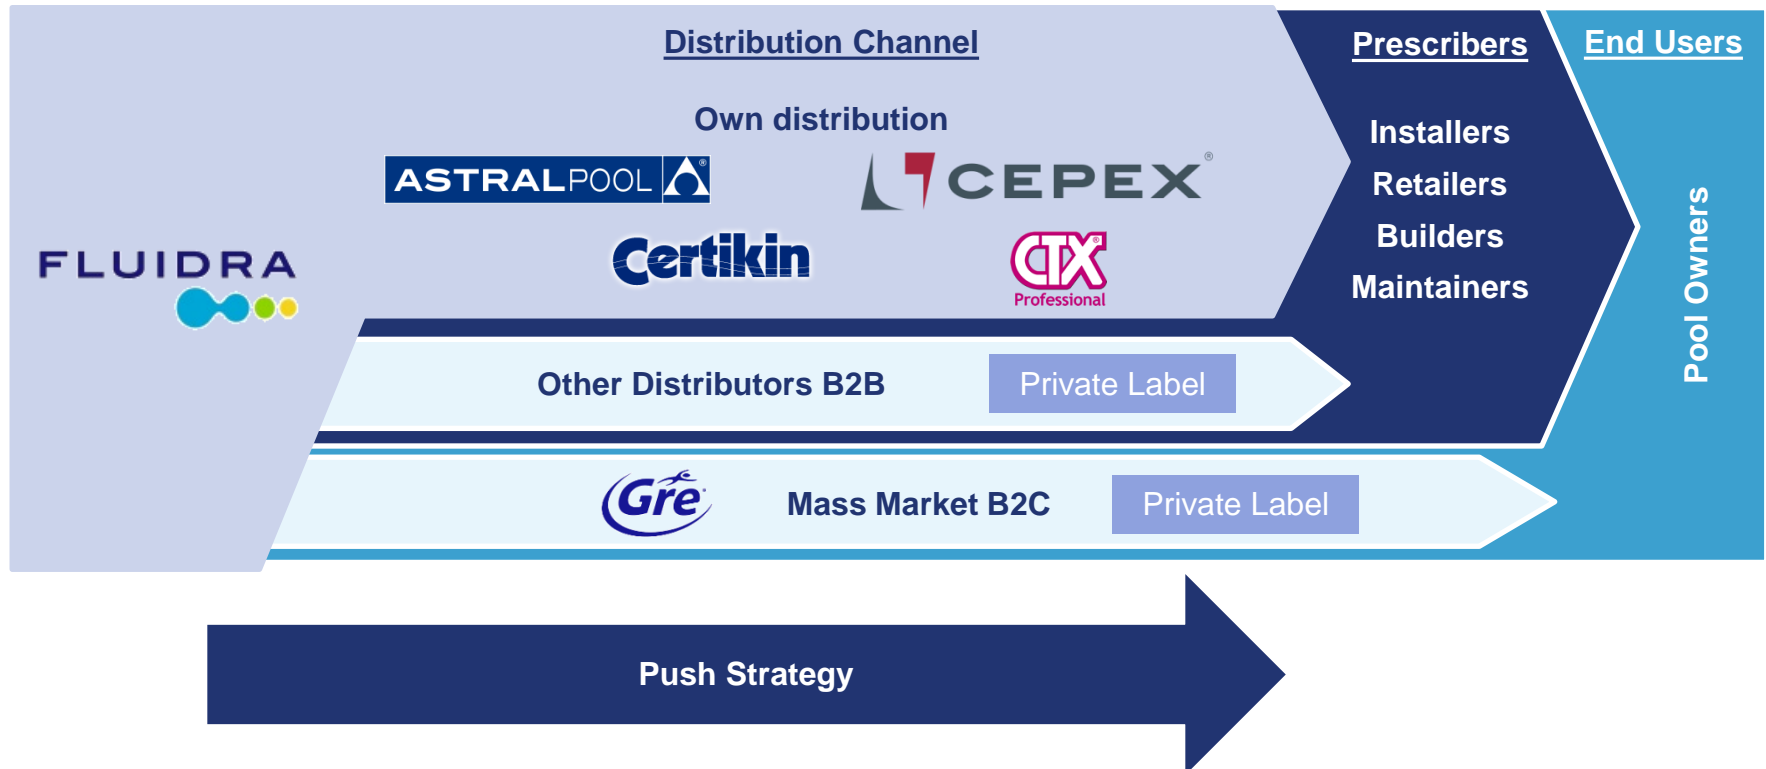 Distribution Channel
Prescribers
End Users
Own distribution
ASTRALPOOL ®
CEPEX®
Certikin
CTX®
Professional
FLUIDRA
Installers
Retailers
Builders
Maintainers
Pool Owners
Other Distributors B2B
Private Label
Gre
Mass Market B2C
Private Label
Push Strategy